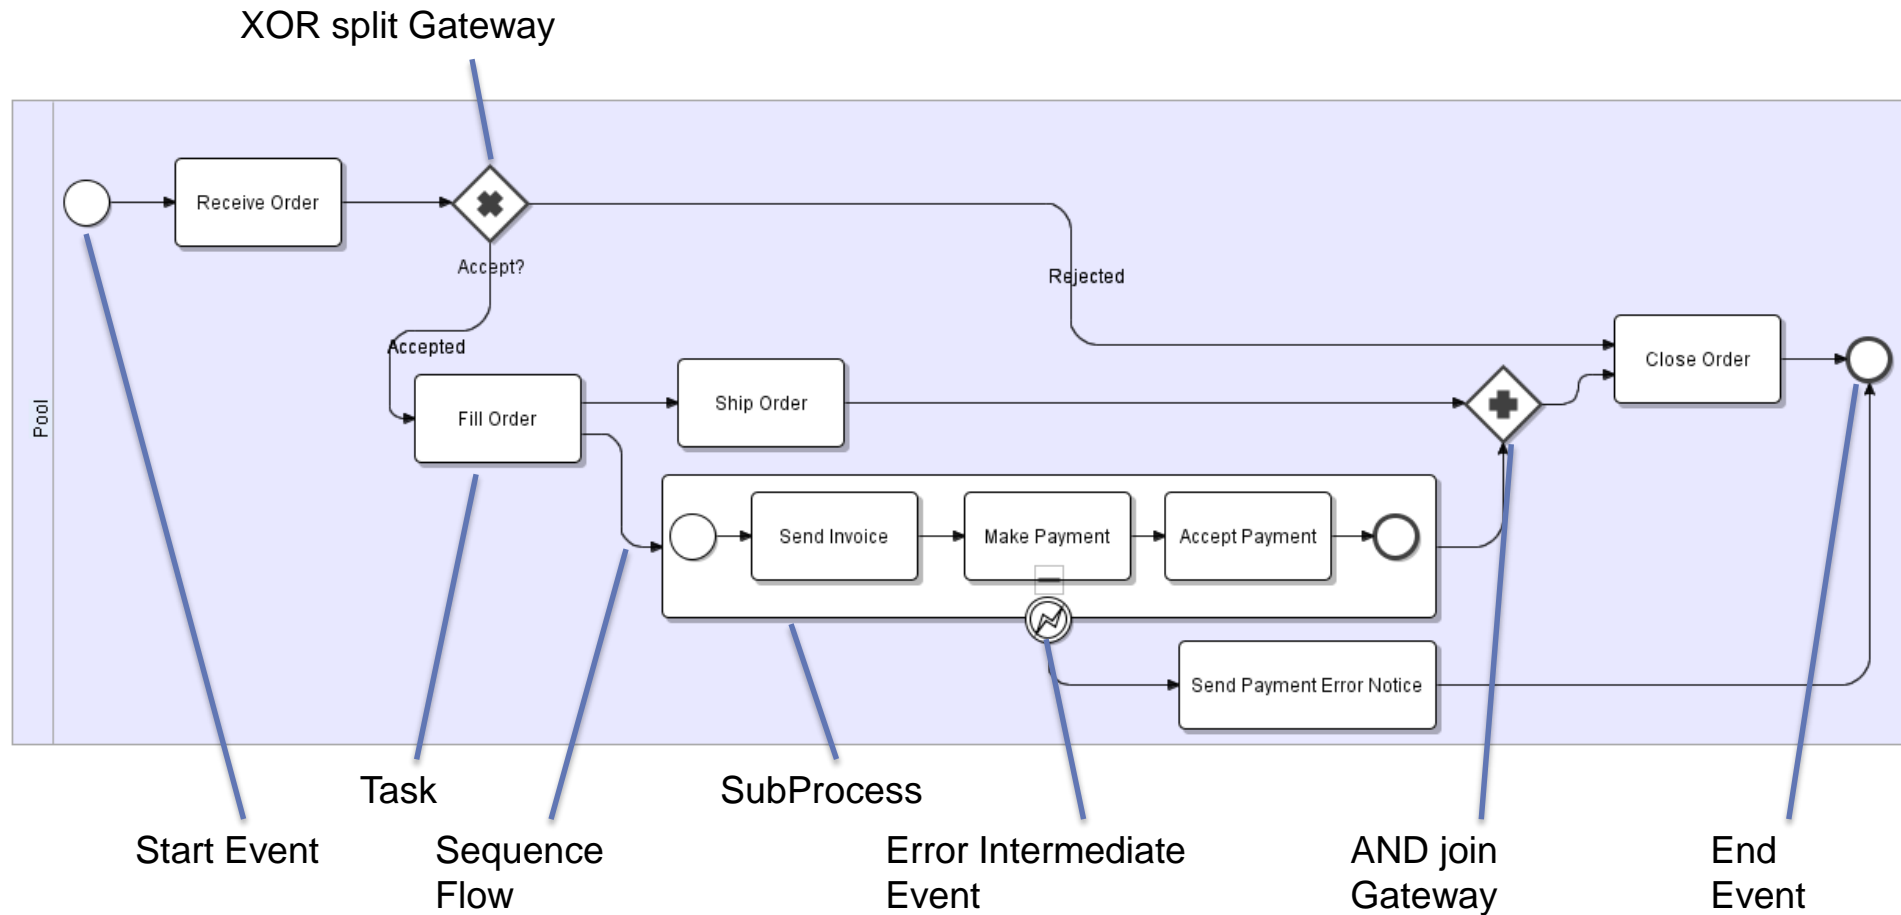 XOR split Gateway
Receive Order
Accept?
Rejected
Accepted
Close Order
Ship Order
Fill Order
Pool
Send Invoice
Make Payment
Accept Payment
Send Payment Error Notice
Task
SubProcess
Start Event
Sequence
Flow
Error Intermediate
Event
AND join
Gateway
End
Event